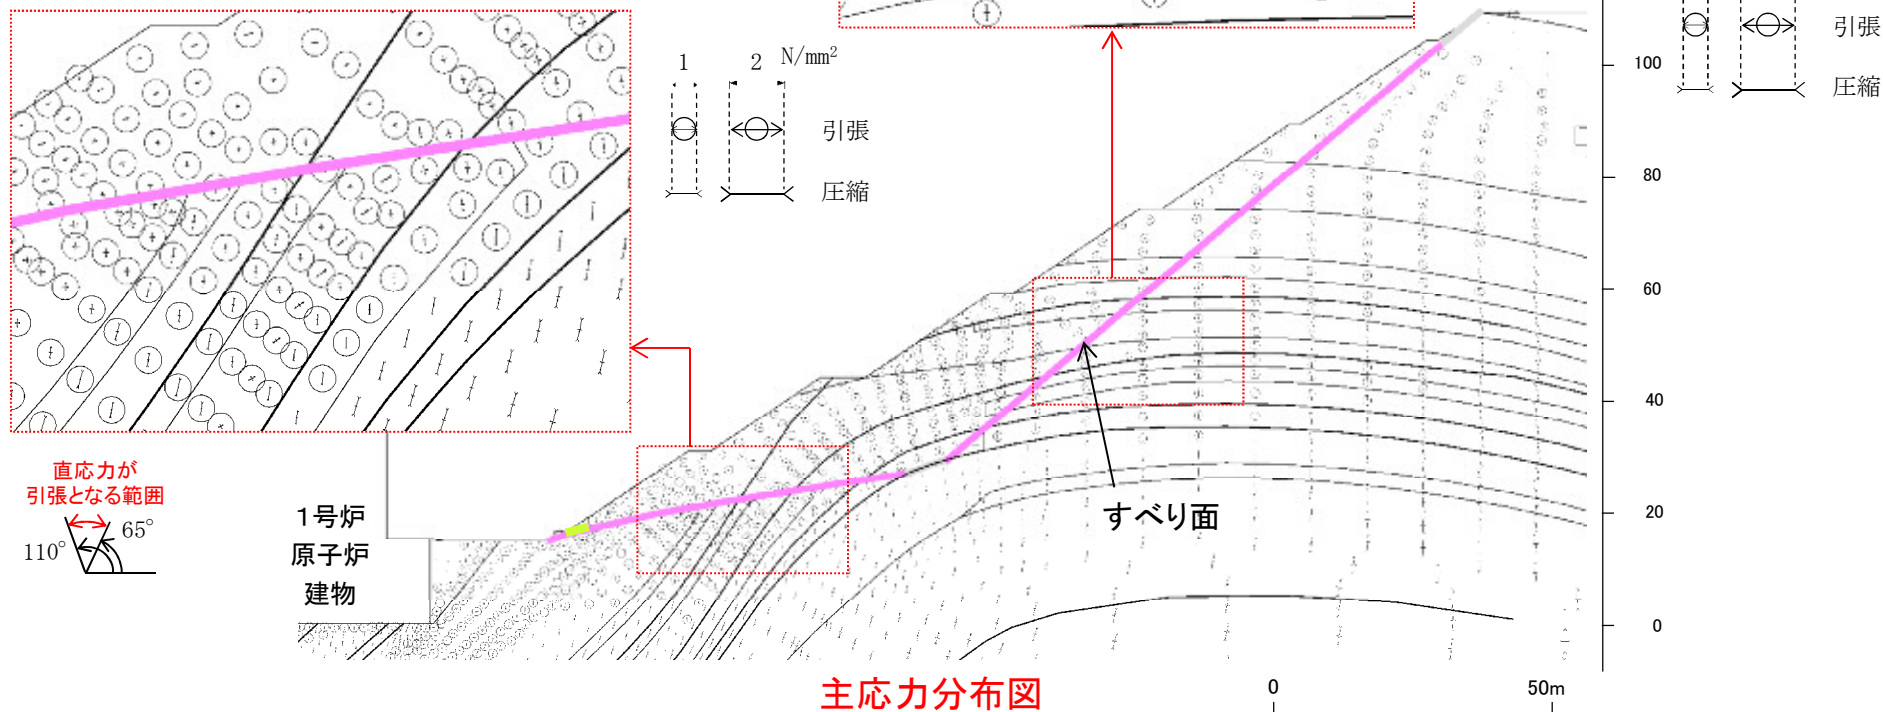 1
2
N/mm²
引張
圧縮
引張
圧縮
100
80
60
40
20
0
直応力が
引張となる範囲
110°
65°
1号炉
原子炉
建物
すべり面
主応力分布図
0
50m